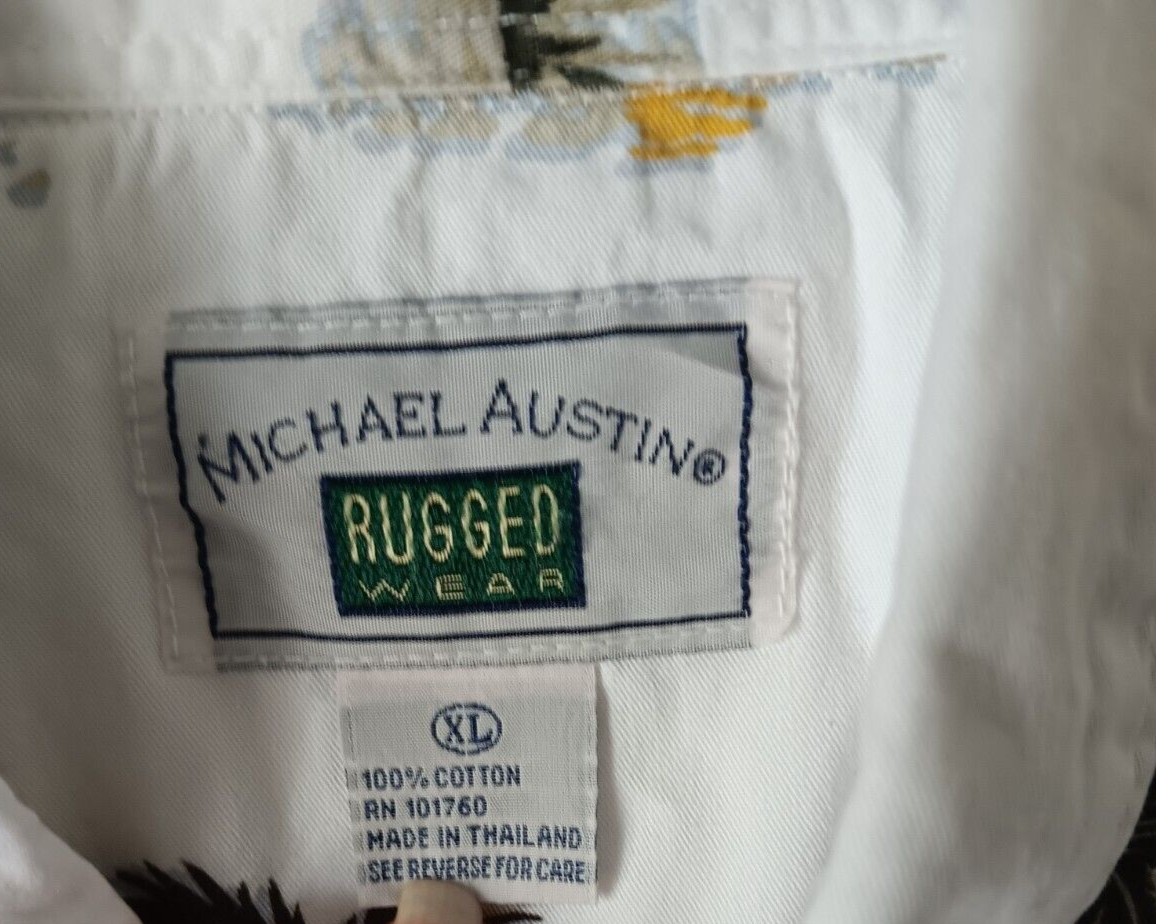 MICHAEL AUSTIN®
RUGGED
WEAR
XL
100% COTTON
RN 101760
MADE IN THAILAND
SEE REVERSE FOR CARE